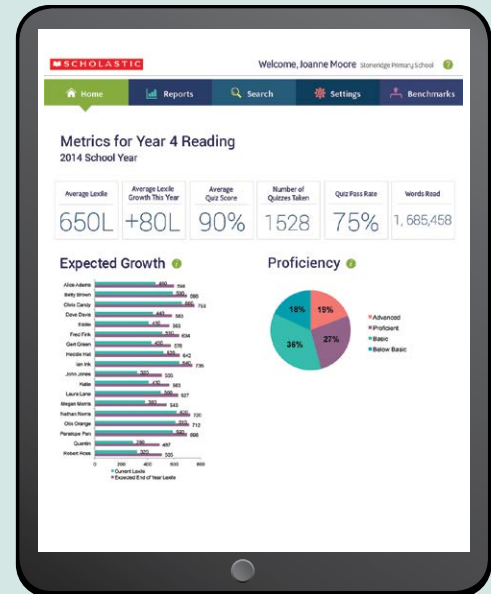 SCHOLASTIC
Welcome, Joanne Moore Stoneridge Primary School ?
Home Reports Search Settings Benchmarks
Metrics for Year 4 Reading
2014 School Year
Average Lexile
650L
Average Lexile
Growth This Year
+80L
Average
Quiz Score
90%
Number of
Quizzes Taken
1528
Quiz Pass Rate
75%
Words Read
1, 685,458
Expected Growth
Alice Adams
Betty Brown
Chris Candy
Dove Davis
Eddie
Fred Fink
Gert Green
Heddie Hat
Ian Ink
John Jones
Katie
Laura Lane
Megan Morris
Nathan Norris
Olix Orange
Penelope Pan
Quentin
Robert Ross
0 200 400 600 800
Current Lexile
Expected End of Year Lexile
Proficiency
18% 19%
36% 27%
Advanced
Proficient
Basic
Below Basic